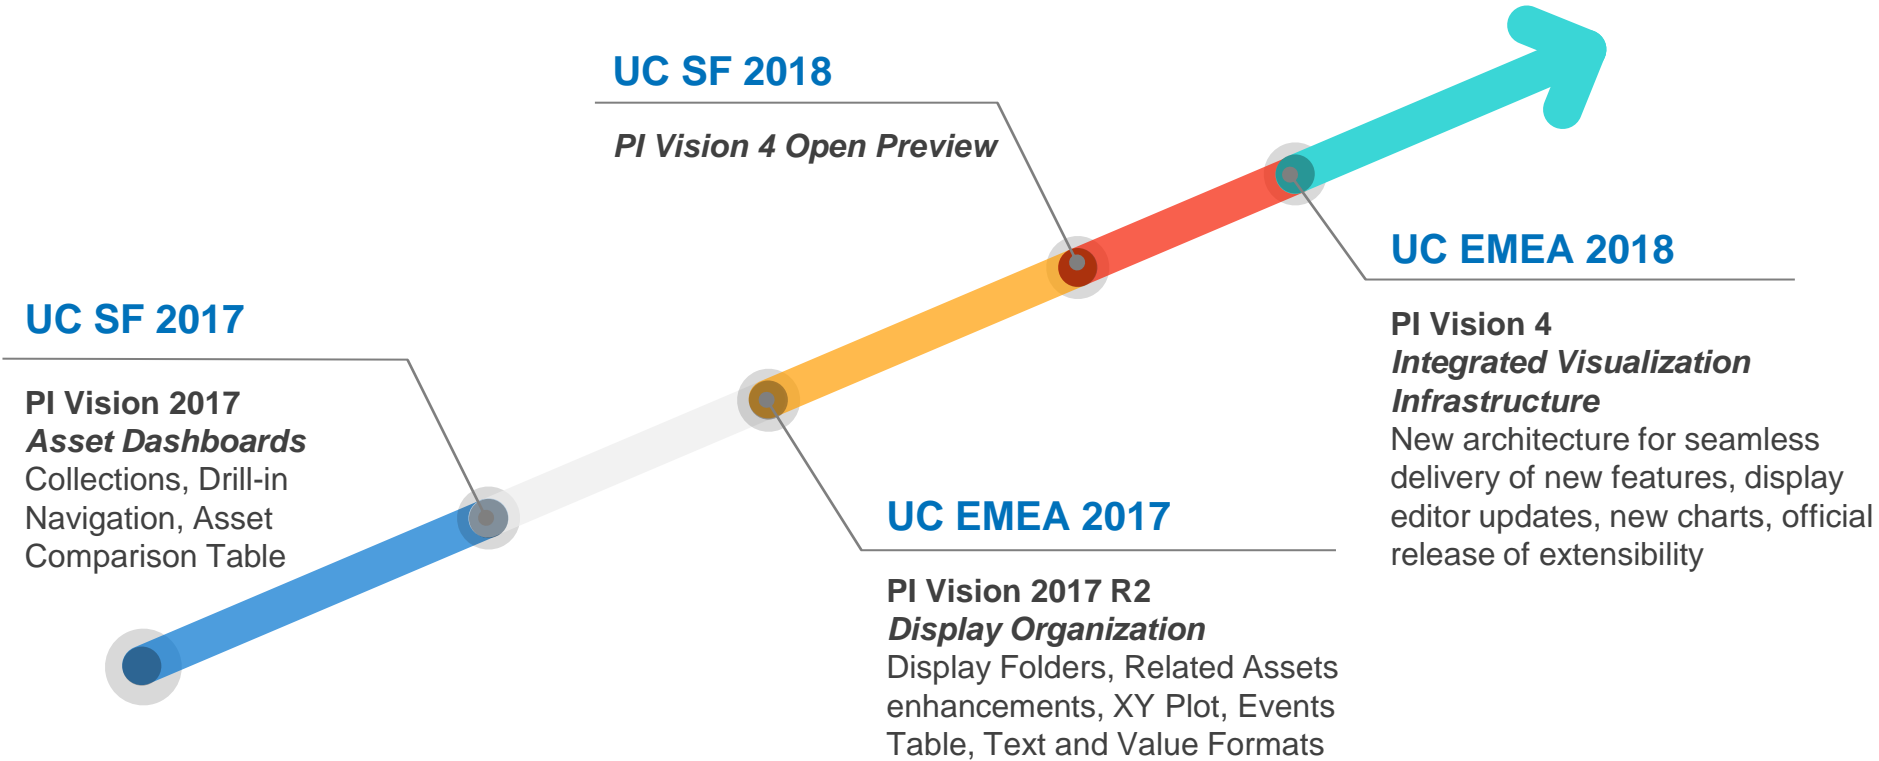 UC SF 2018
PI Vision 4 Open Preview
UC SF 2017
PI Vision 2017
Asset Dashboards
Collections, Drill-in
Navigation, Asset
Comparison Table
UC EMEA 2017
PI Vision 2017 R2
Display Organization
Display Folders, Related Assets
enhancements, XY Plot, Events
Table, Text and Value Formats
UC EMEA 2018
PI Vision 4
Integrated Visualization
Infrastructure
New architecture for seamless
delivery of new features, display
editor updates, new charts, official
release of extensibility